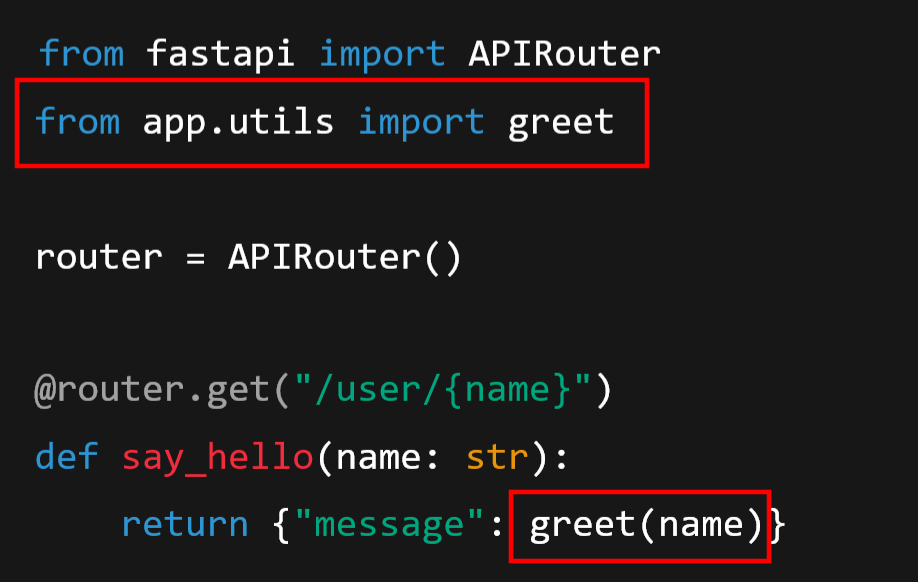 from fastapi import APIRouter
from app.utils import greet
router = APIRouter()
@router.get("/user/{name}")
def say_hello(name: str):
    return {"message": greet(name)}